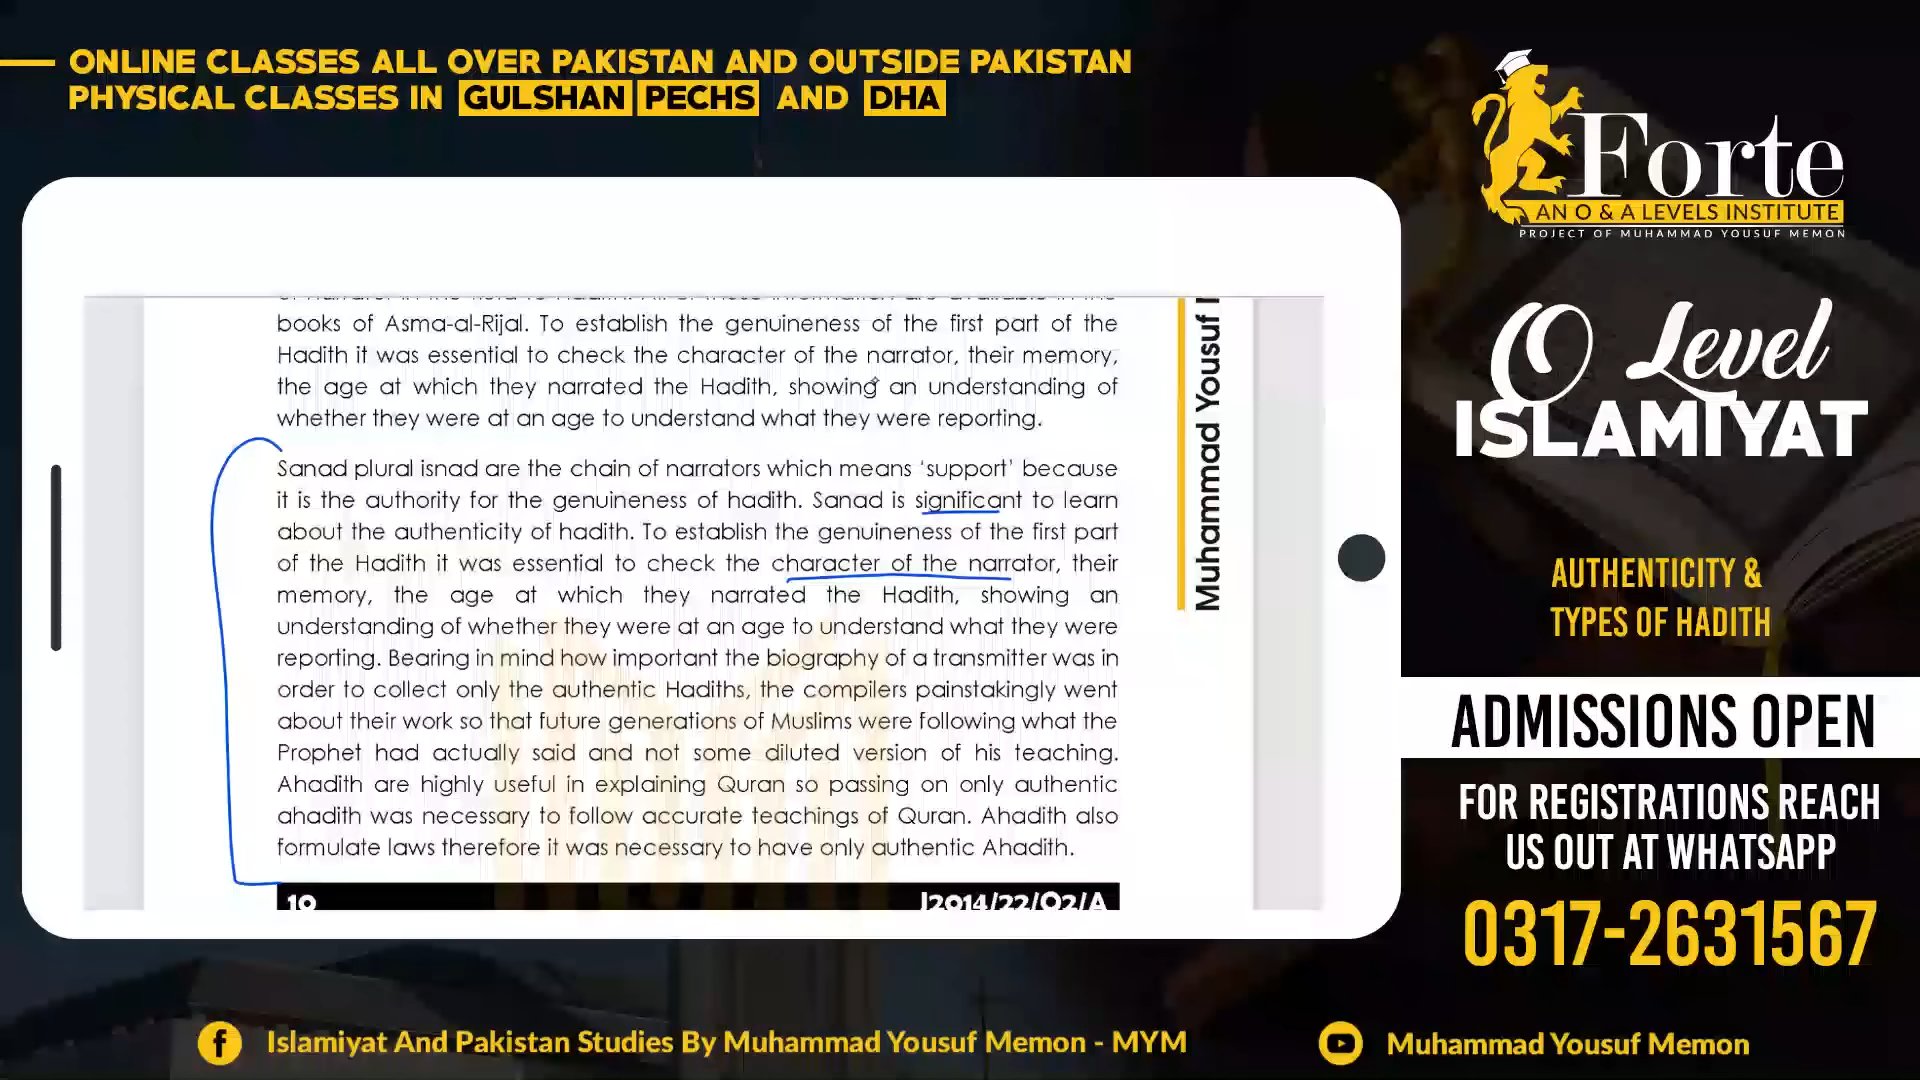 ONLINE CLASSES ALL OVER PAKISTAN AND OUTSIDE PAKISTAN
PHYSICAL CLASSES IN GULSHAN PECHS AND DHA
Forte
AN O & A LEVELS INSTITUTE
PROJECT OF MUHAMMAD YOUSUF MEMON
books of Asma-al-Rijal. To establish the genuineness of the first part of the
Hadith it was essential to check the character of the narrator, their memory,
the age at which they narrated the Hadith, showing an understanding of
whether they were at an age to understand what they were reporting.
Sanad plural isnad are the chain of narrators which means ‘support’ because
it is the authority for the genuineness of hadith. Sanad is significant to learn
about the authenticity of hadith. To establish the genuineness of the first part
of the Hadith it was essential to check the character of the narrator, their
memory, the age at which they narrated the Hadith, showing an
understanding of whether they were at an age to understand what they were
reporting. Bearing in mind how important the biography of a transmitter was in
order to collect only the authentic Hadiths, the compilers painstakingly went
about their work so that future generations of Muslims were following what the
Prophet had actually said and not some diluted version of his teaching.
Ahadith are highly useful in explaining Quran so passing on only authentic
ahadith was necessary to follow accurate teachings of Quran. Ahadith also
formulate laws therefore it was necessary to have only authentic Ahadith.
10
J2014/22/O2/A
Muhammad Yousuf
O Level
ISLAMIYAT
AUTHENTICITY &
TYPES OF HADITH
ADMISSIONS OPEN
FOR REGISTRATIONS REACH
US OUT AT WHATSAPP
0317-2631567
Islamiyat And Pakistan Studies By Muhammad Yousuf Memon - MYM
Muhammad Yousuf Memon